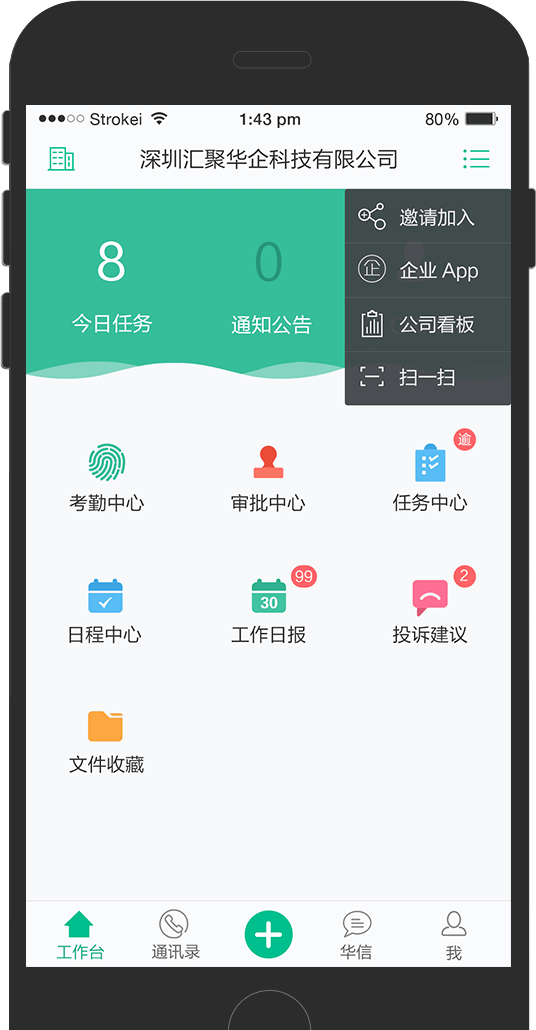 Strokei 1:43 pm 80%
深圳汇聚华企科技有限公司
8
今日任务
0
通知公告
邀请加入
企
企业 App
公司看板
扫一扫
考勤中心
审批中心
逾
任务中心
日程中心
30
99
工作日报
2
投诉建议
文件收藏
工作台
通讯录
华信
我